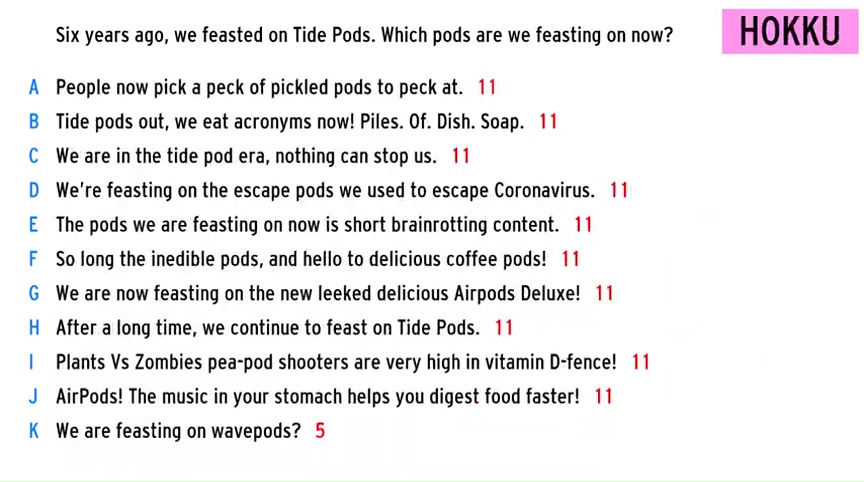 Six years ago, we feasted on Tide Pods. Which pods are we feasting on now?
HOKKU
A People now pick a peck of pickled pods to peck at. 11
B Tide pods out, we eat acronyms now! Piles. Of. Dish. Soap. 11
C We are in the tide pod era, nothing can stop us. 11
D We're feasting on the escape pods we used to escape Coronavirus. 11
E The pods we are feasting on now is short brainrotting content. 11
F So long the inedible pods, and hello to delicious coffee pods! 11
G We are now feasting on the new leeked delicious Airpods Deluxe! 11
H After a long time, we continue to feast on Tide Pods. 11
I Plants Vs Zombies pea-pod shooters are very high in vitamin D-fence! 11
J AirPods! The music in your stomach helps you digest food faster! 11
K We are feasting on wavepods? 5